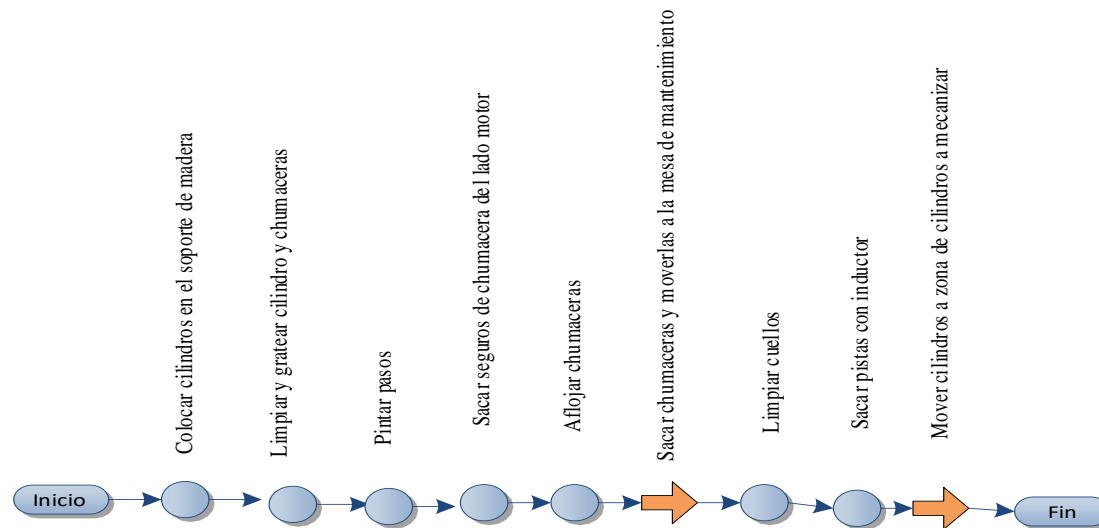 Inicio
Colocar cilindros en el soporte de madera
Limpiar y gratear cilindro y chumaceras
Pintar pasos
Sacar seguros de chumacera del lado motor
Aflojar chumaceras
Sacar chumaceras y moverlas a la mesa de mantenimiento
Limpiar cuellos
Sacar pistas con inductor
Mover cilindros a zona de cilindros a mecanizar
Fin